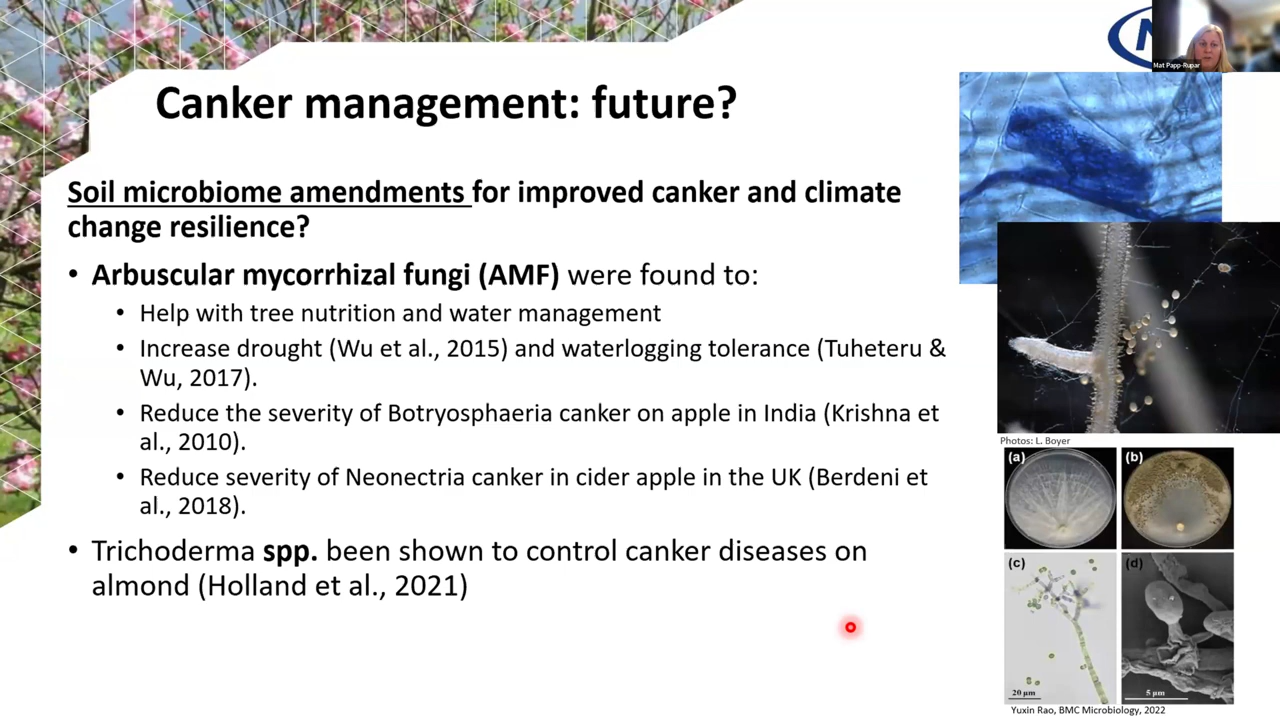 Mat Papp-Rupar
Canker management: future?
Soil microbiome amendments for improved canker and climate
change resilience?
• Arbuscular mycorrhizal fungi (AMF) were found to:
• Help with tree nutrition and water management
• Increase drought (Wu et al., 2015) and waterlogging tolerance (Tuheteru &
Wu, 2017).
• Reduce the severity of Botryosphaeria canker on apple in India (Krishna et
al., 2010).
• Reduce severity of Neonectria canker in cider apple in the UK (Berdeni et
al., 2018).
• Trichoderma spp. been shown to control canker diseases on
almond (Holland et al., 2021)
Photos: L. Boyer
(a)
(b)
(c)
(d)
20 μm
5 μm
Yuxin Rao, BMC Microbiology, 2022